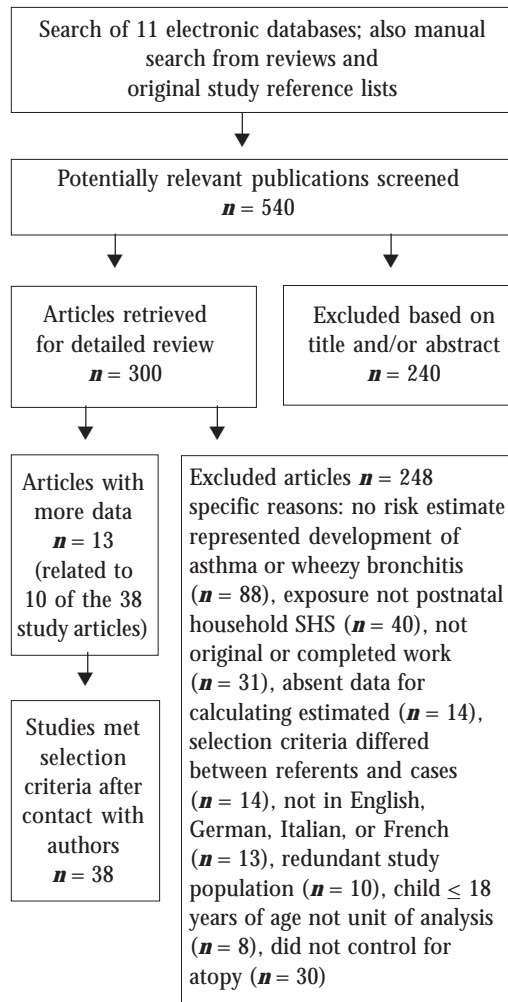 Search of 11 electronic databases; also manual
search from reviews and
original study reference lists
Potentially relevant publications screened
n = 540
Articles retrieved
for detailed review
n = 300
Excluded based on
title and/or abstract
n = 240
Articles with
more data
n = 13
(related to
10 of the 38
study articles)
Studies met
selection
criteria after
contact with
authors
n = 38
Excluded articles n = 248
specific reasons: no risk estimate
represented development of
asthma or wheezy bronchitis
(n = 88), exposure not postnatal
household SHS (n = 40), not
original or completed work
(n = 31), absent data for
calculating estimated (n = 14),
selection criteria differed
between referents and cases
(n = 14), not in English,
German, Italian, or French
(n = 13), redundant study
population (n = 10), child ≤ 18
years of age not unit of analysis
(n = 8), did not control for
atopy (n = 30)